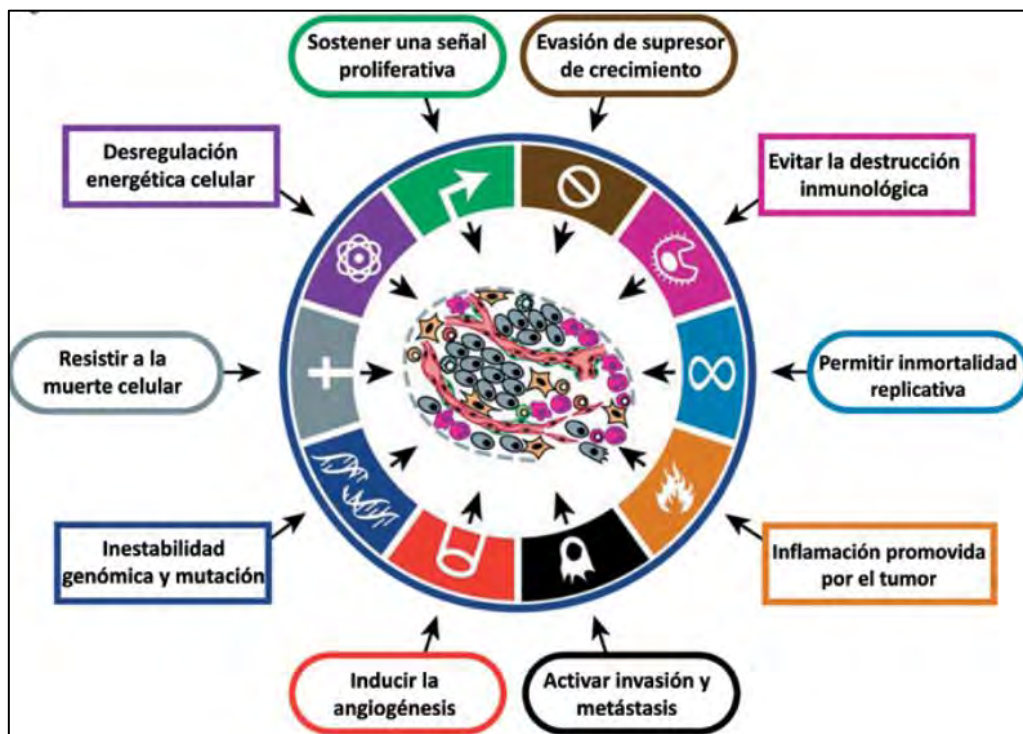 Sostener una señal
proliferativa
Evasión de supresor
de crecimiento
Desregulación
energética celular
Evitar la destrucción
inmunológica
Resistir a la
muerte celular
Permitir inmortalidad
replicativa
Inestabilidad
genómica y mutación
Inflamación promovida
por el tumor
Inducir la
angiogénesis
Activar invasión y
metástasis